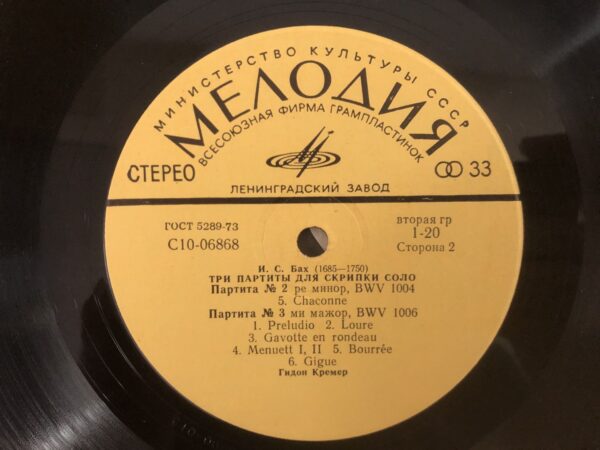 МИНИСТЕРСТВО КУЛЬТУРЫ СССР
МЕЛОДИЯ
ВСЕСОЮЗНАЯ ФИРМА ГРАМПЛАСТИНОК
СТЕРЕО
33
ЛЕНИНГРАДСКИЙ ЗАВОД
ГОСТ 5289-73
С10-06868
вторая гр
1-20
Сторона 2
И. С. Бах (1685—1750)
ТРИ ПАРТИТЫ ДЛЯ СКРИПКИ СОЛО
Партита № 2 ре минор, BWV 1004
5. Chaconne
Партита № 3 ми мажор, BWV 1006
1. Preludio 2. Loure
3. Gavotte en rondeau
4. Menuett I, II 5. Bourrée
6. Gigue
Гидон Кремер